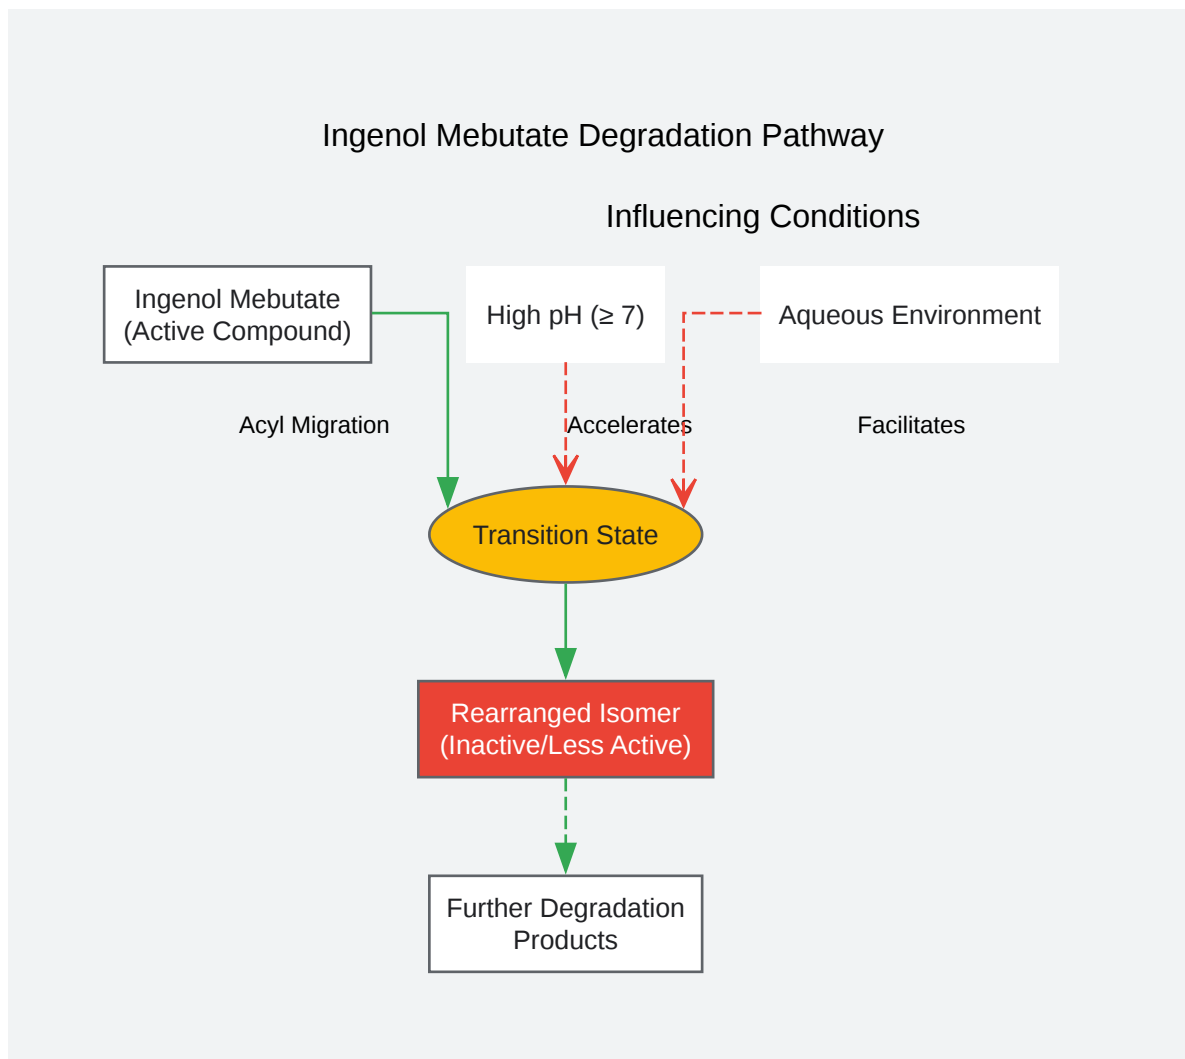 Ingenol Mebutate Degradation Pathway
Influencing Conditions
Ingenol Mebutate
(Active Compound)
High pH (≥ 7)
Aqueous Environment
Acyl Migration
Accelerates
Facilitates
Transition State
Rearranged Isomer
(Inactive/Less Active)
Further Degradation
Products